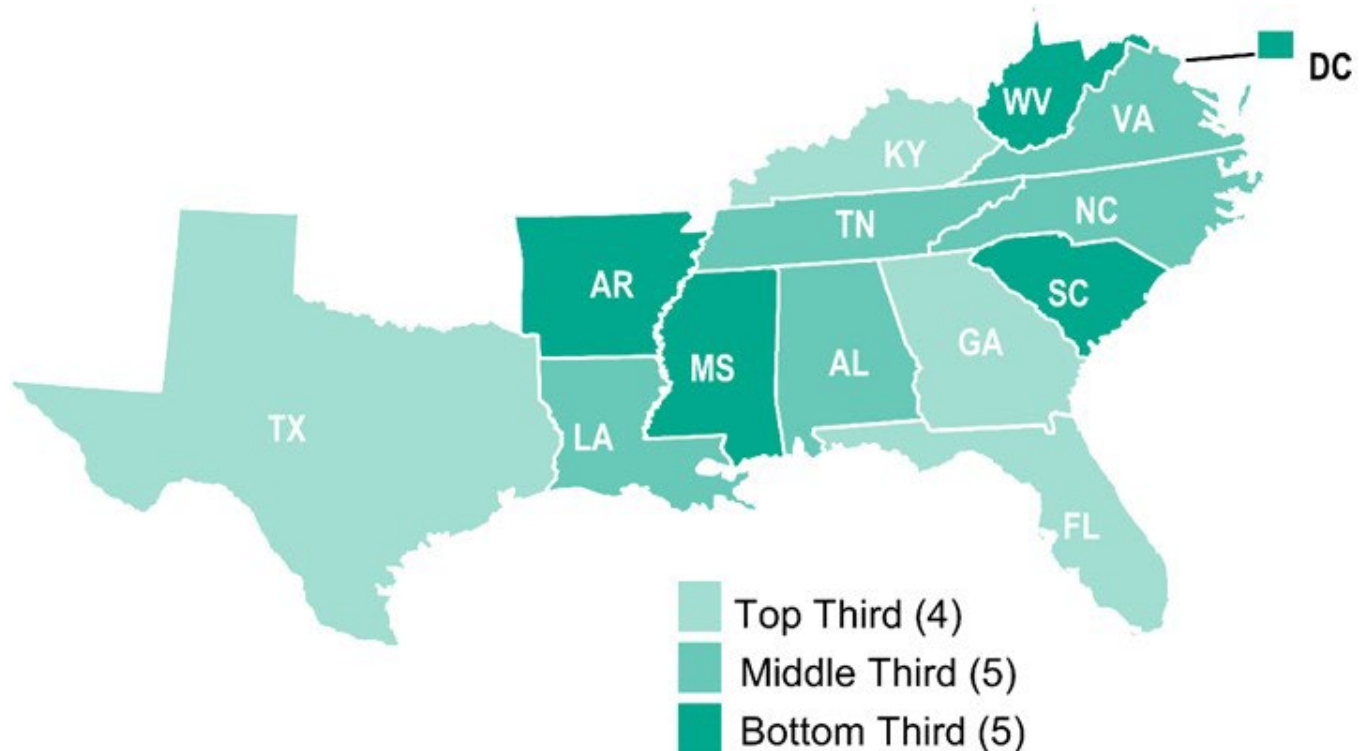 DC
WV
VA
KY
NC
TN
AR
SC
GA
MS
AL
TX
LA
FL
Top Third (4)
Middle Third (5)
Bottom Third (5)